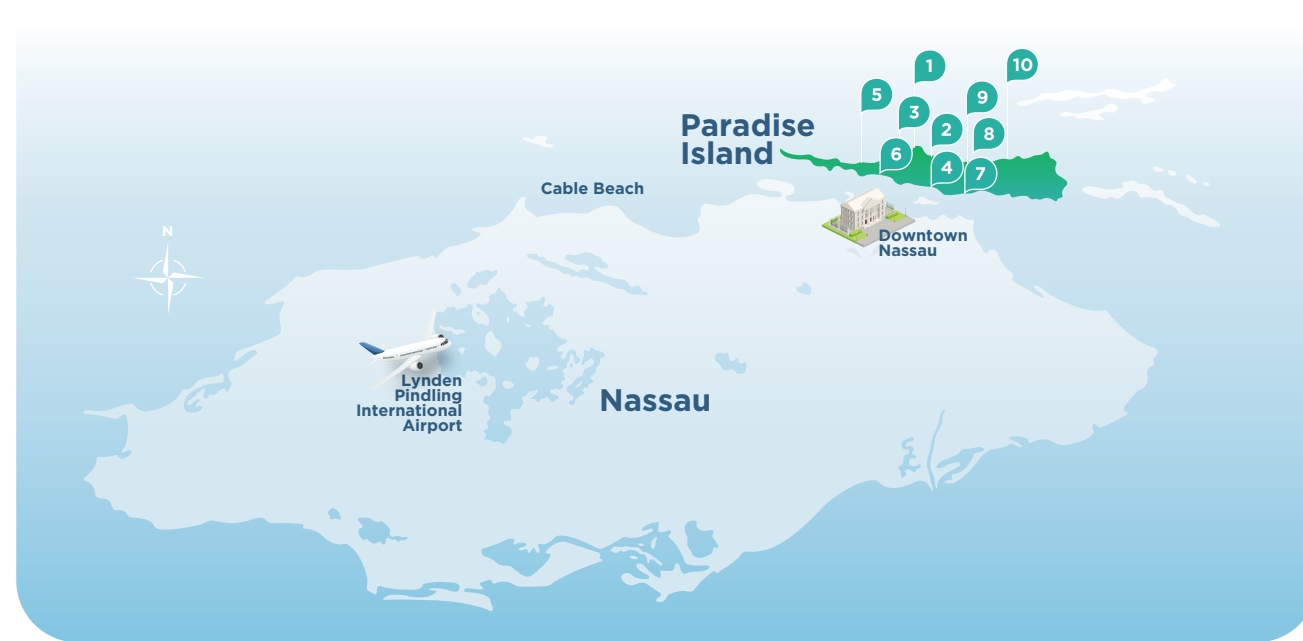 1
10
5
9
3
2
8
Paradise
Island
6
4
7
Cable Beach
N
Downtown
Nassau
Lynden
Pindling
International
Airport
Nassau